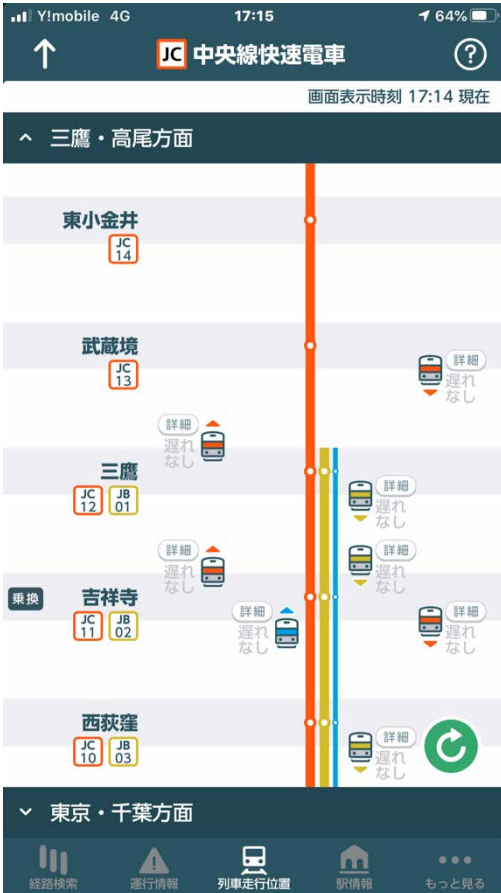 Y!mobile 4G 17:15 64%
JC 中央線快速電車 ?
画面表示時刻 17:14 現在
三鷹・高尾方面
東小金井
JC
14
武蔵境
JC
13
詳細
遅れ
なし
詳細
遅れ
なし
三鷹
JC JB
12 01
詳細
遅れ
なし
詳細
遅れ
なし
詳細
遅れ
なし
乗換 吉祥寺
JC JB
11 02
詳細
遅れ
なし
詳細
遅れ
なし
西荻窪
JC JB
10 03
詳細
遅れ
なし
東京・千葉方面
経路検索 運行情報 列車走行位置 駅情報 もっと見る